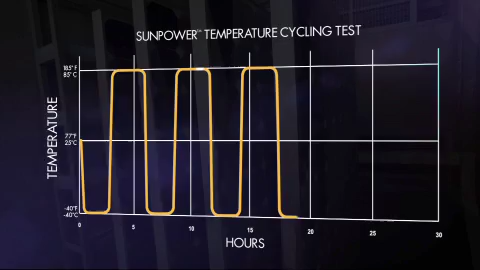 SUNPOWER™ TEMPERATURE CYCLING TEST
185°F
85°C
77°F
25°C
-40°F
-40°C
TEMPERATURE
0 5 10 15 20 25 30
HOURS